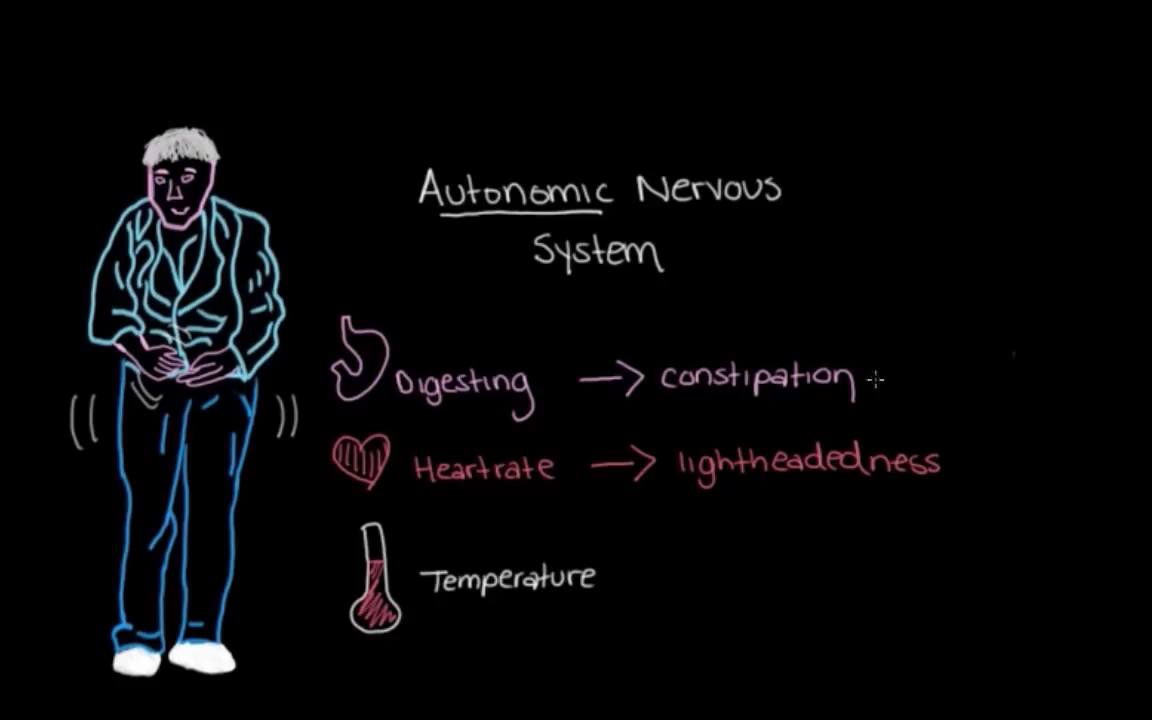 Autonomic Nervous
System
Digesting → constipation
Heartrate → lightheadedness
Temperature